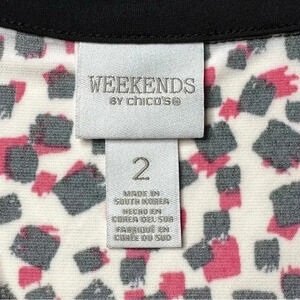 WEEKENDS
BY chico's®
2
MADE IN
SOUTH KOREA
HECHO EN
COREA DEL SUR
FABRIQUÉ EN
CORÉE DU SUD